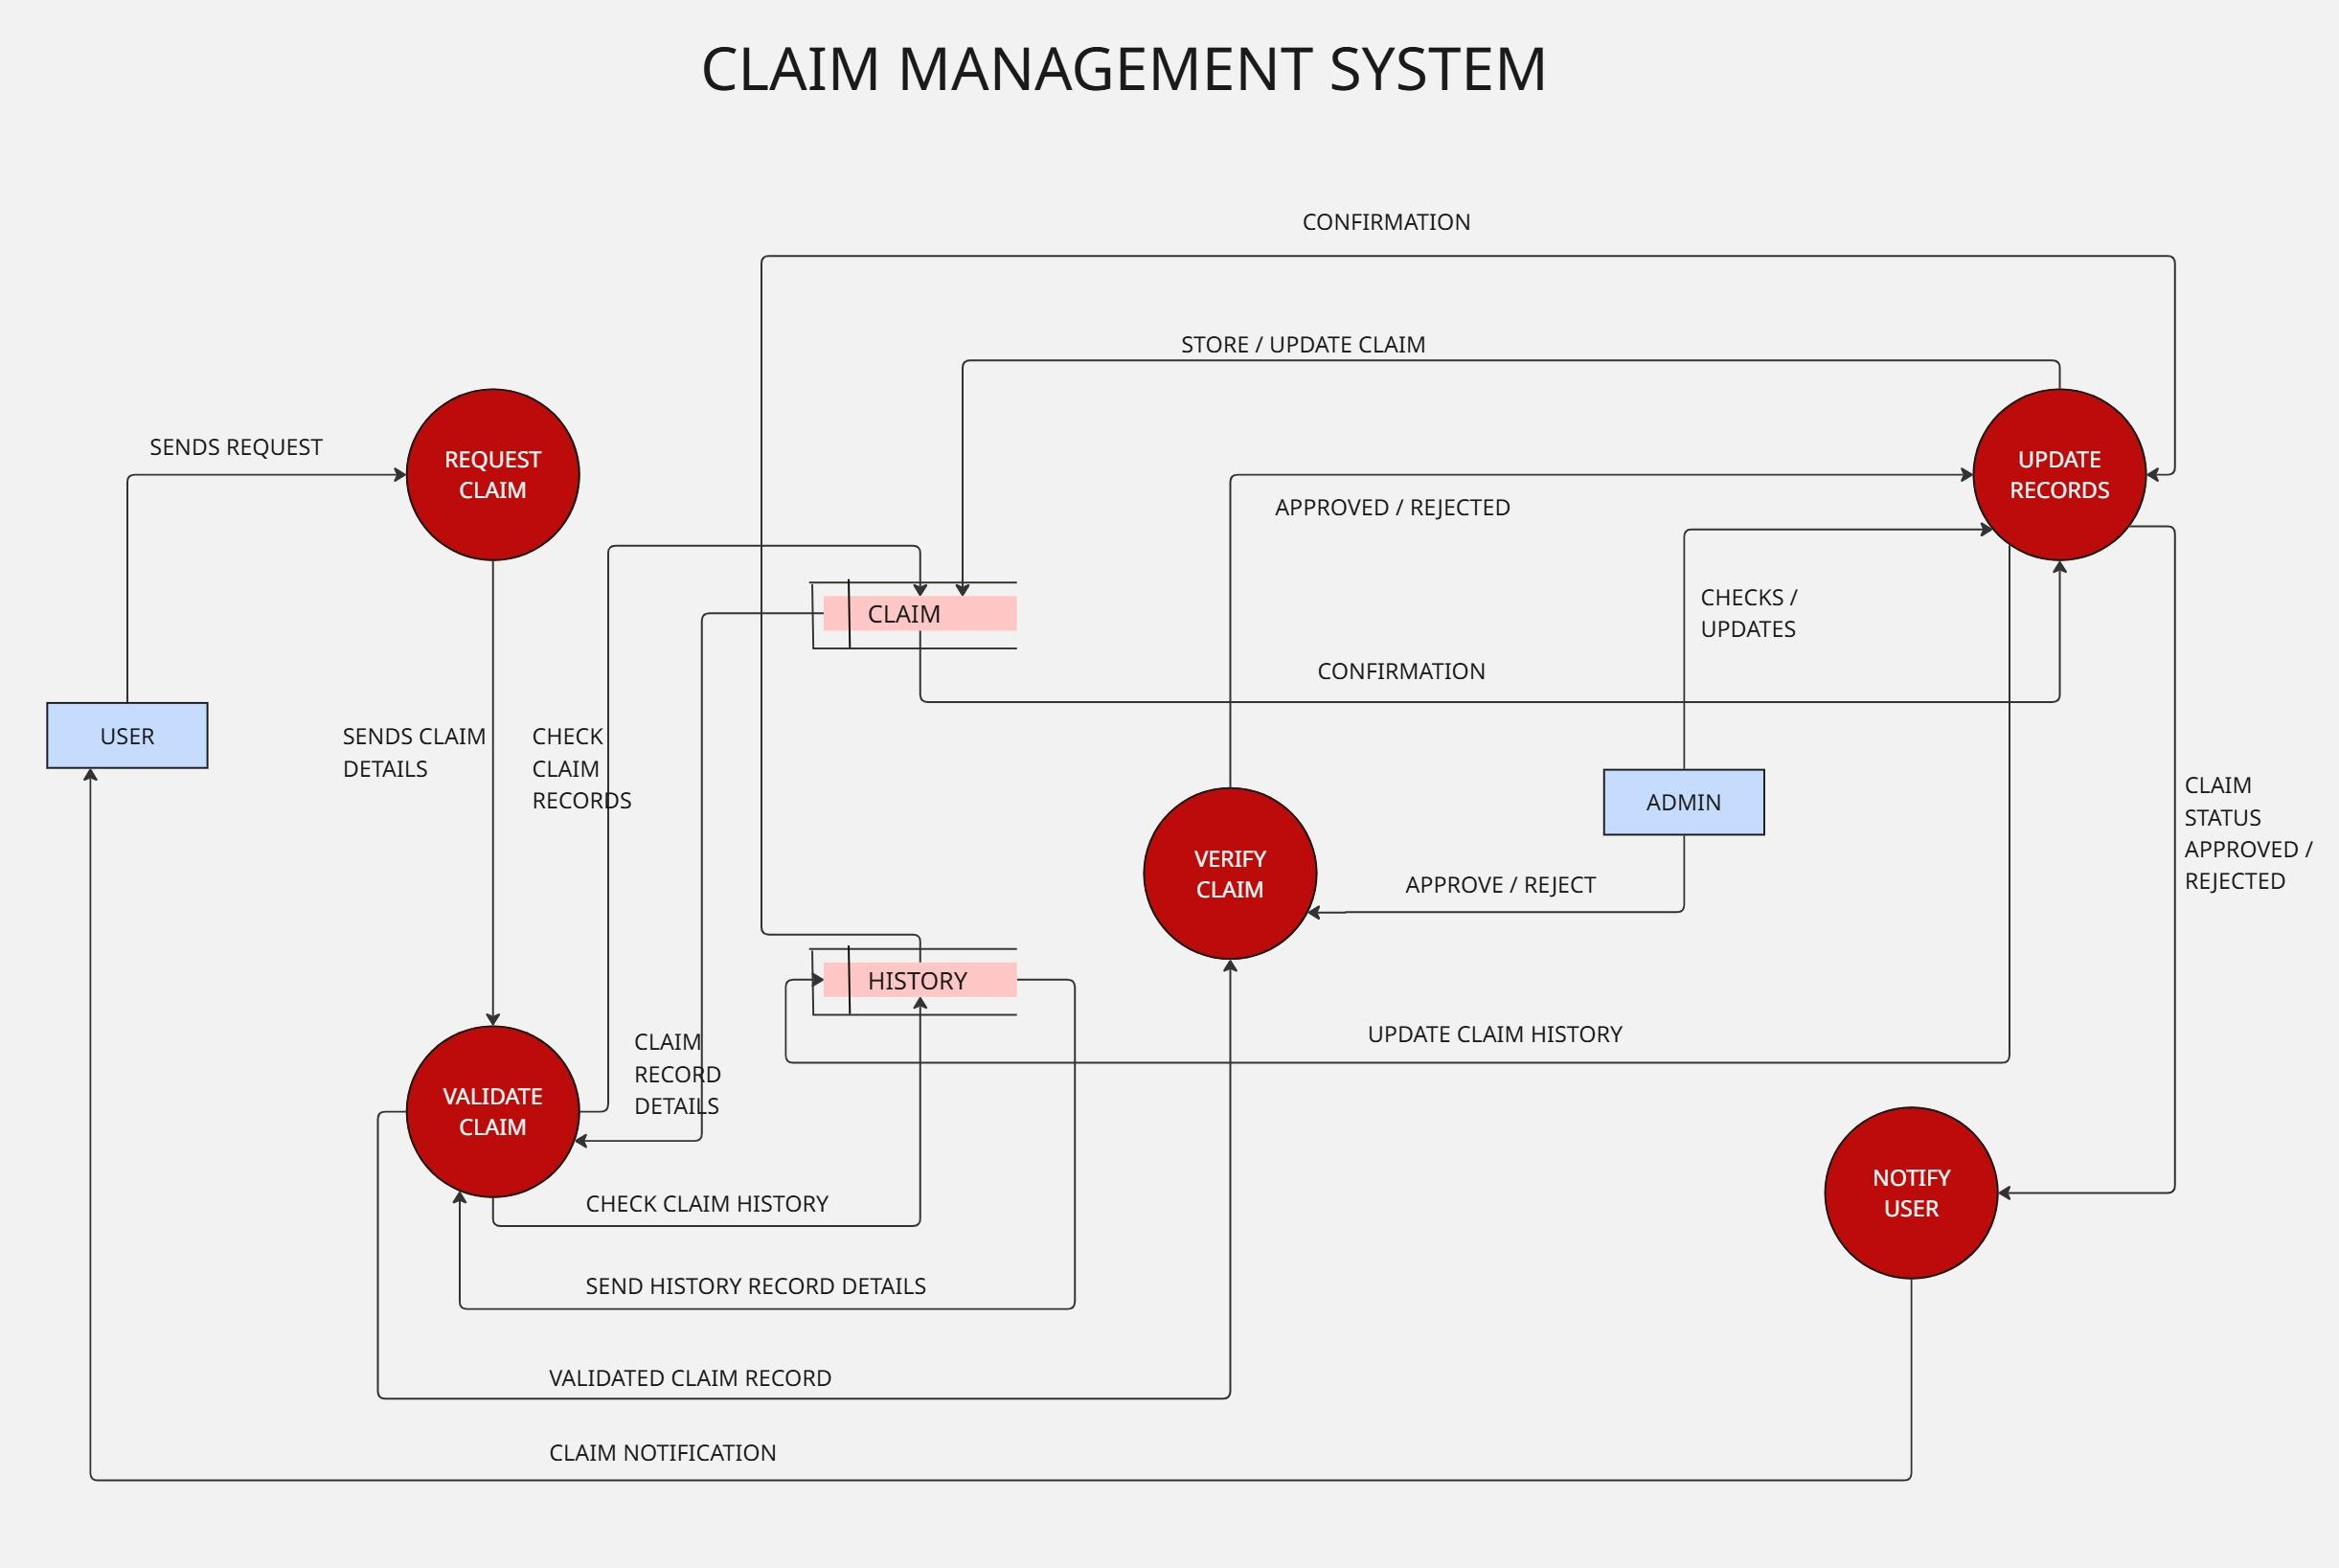 CLAIM MANAGEMENT SYSTEM
CONFIRMATION
STORE / UPDATE CLAIM
SENDS REQUEST
REQUEST
CLAIM
UPDATE
RECORDS
APPROVED / REJECTED
CLAIM
CHECKS /
UPDATES
CONFIRMATION
USER
SENDS CLAIM
DETAILS
CHECK
CLAIM
RECORDS
ADMIN
CLAIM
STATUS
APPROVED /
REJECTED
VERIFY
CLAIM
APPROVE / REJECT
HISTORY
UPDATE CLAIM HISTORY
CLAIM
RECORD
DETAILS
VALIDATE
CLAIM
NOTIFY
USER
CHECK CLAIM HISTORY
SEND HISTORY RECORD DETAILS
VALIDATED CLAIM RECORD
CLAIM NOTIFICATION